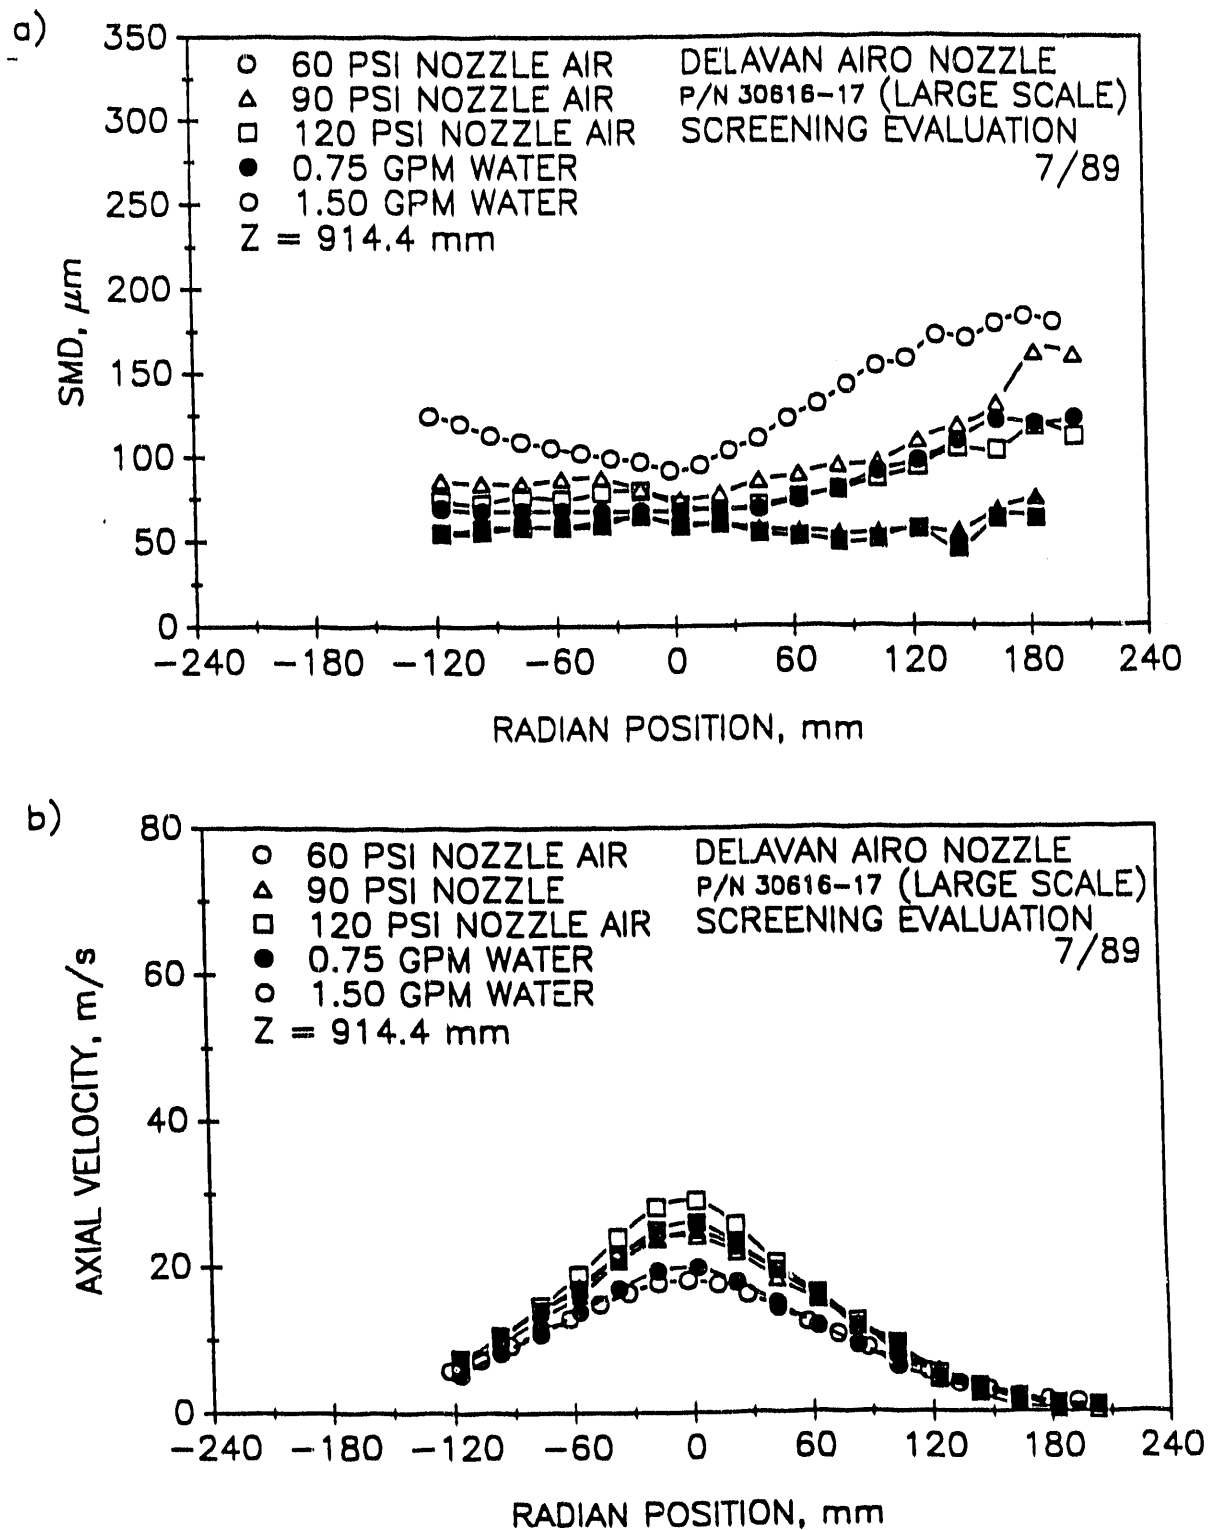 a)
350
300
250
200
150
100
50
0
SMD, μm
○ 60 PSI NOZZLE AIR
△ 90 PSI NOZZLE AIR
□ 120 PSI NOZZLE AIR
● 0.75 GPM WATER
○ 1.50 GPM WATER
Z = 914.4 mm
DELAVAN AIRO NOZZLE
P/N 30616-17 (LARGE SCALE)
SCREENING EVALUATION
7/89
-240 -180 -120 -60 0 60 120 180 240
RADIAN POSITION, mm
b)
80
60
40
20
0
AXIAL VELOCITY, m/s
○ 60 PSI NOZZLE AIR
△ 90 PSI NOZZLE
□ 120 PSI NOZZLE AIR
● 0.75 GPM WATER
○ 1.50 GPM WATER
Z = 914.4 mm
DELAVAN AIRO NOZZLE
P/N 30616-17 (LARGE SCALE)
SCREENING EVALUATION
7/89
-240 -180 -120 -60 0 60 120 180 240
RADIAN POSITION, mm